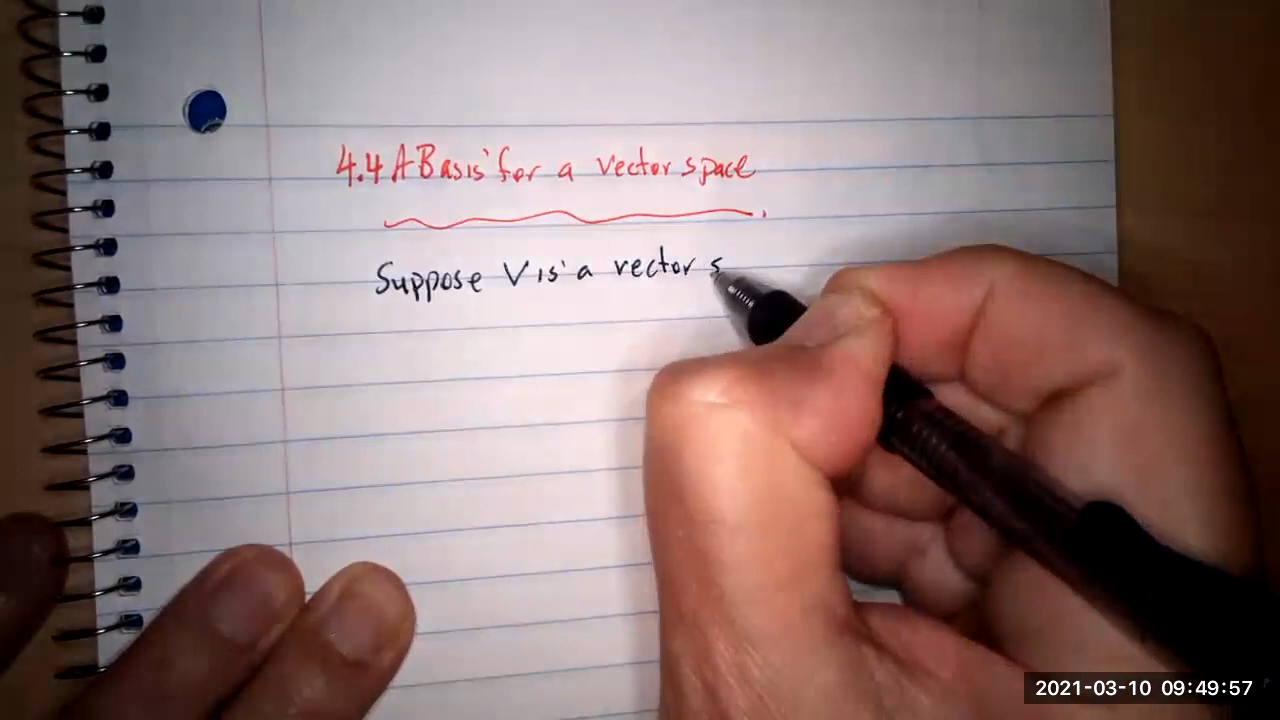 4.4 A Basis for a vector space
Suppose V is a vector s
2021-03-10 09:49:57